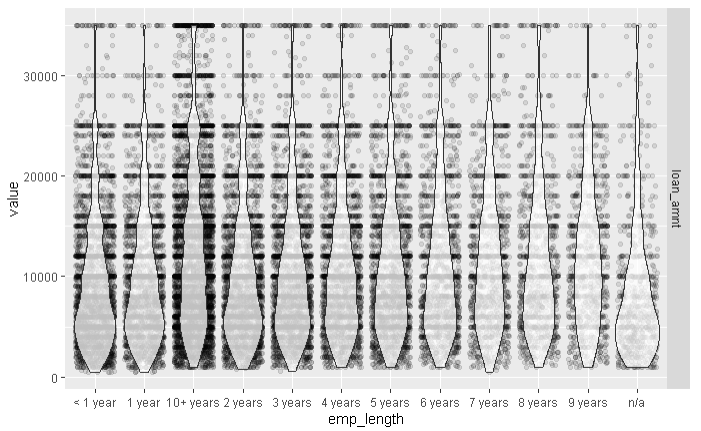 30000
20000
10000
0
value
loan_amnt
< 1 year 1 year 10+ years 2 years 3 years 4 years 5 years 6 years 7 years 8 years 9 years n/a
emp_length